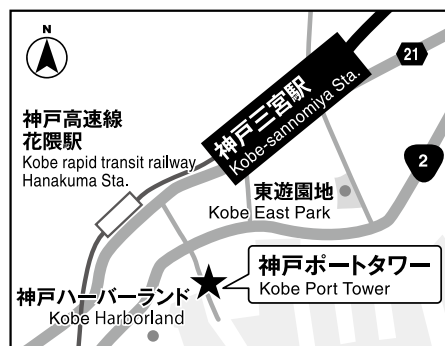 N
21
神戸三宮駅
Kobe-sannomiya Sta.
神戸高速線
花隈駅
Kobe rapid transit railway
Hanakuma Sta.
2
東遊園地
Kobe East Park
神戸ポートタワー
Kobe Port Tower
神戸ハーバーランド
Kobe Harborland